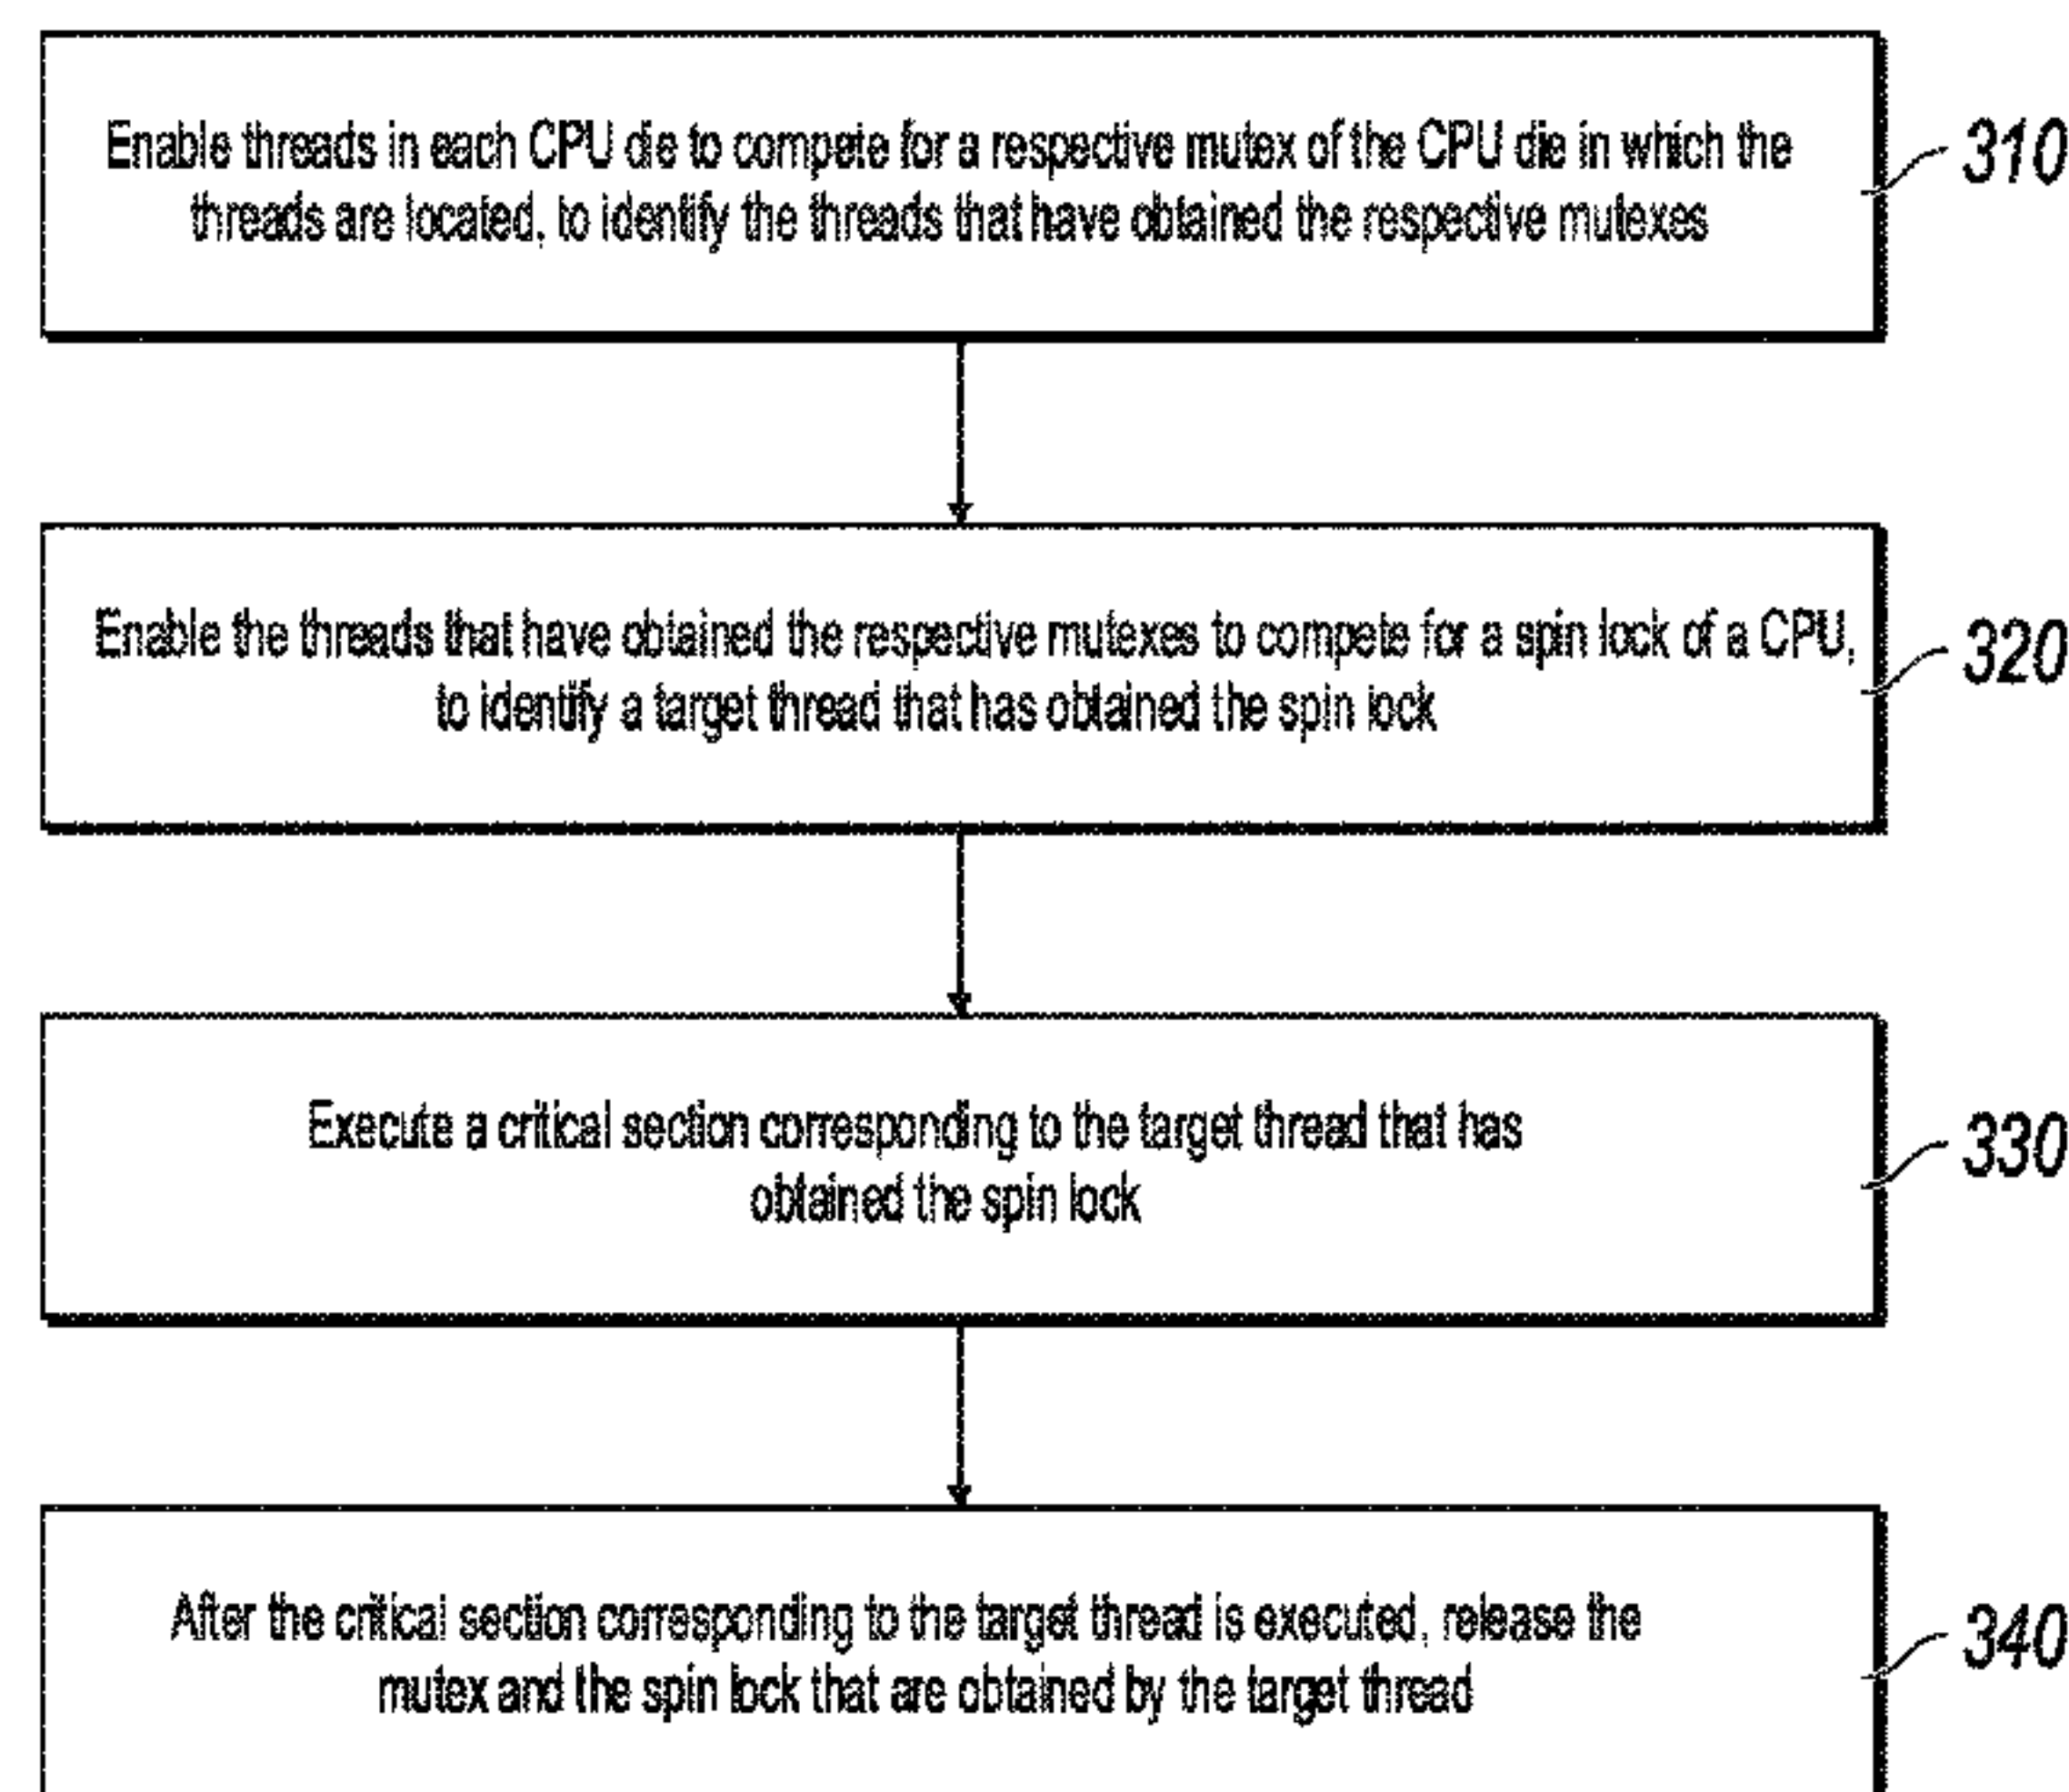 Enable threads in each CPU die to compete for a respective mutex of the CPU die in which the
threads are located, to identify the threads that have obtained the respective mutexes
310
Enable the threads that have obtained the respective mutexes to compete for a spin lock of a CPU,
to identify a target thread that has obtained the spin lock
320
Execute a critical section corresponding to the target thread that has
obtained the spin lock
330
After the critical section corresponding to the target thread is executed, release the
mutex and the spin lock that are obtained by the target thread
340